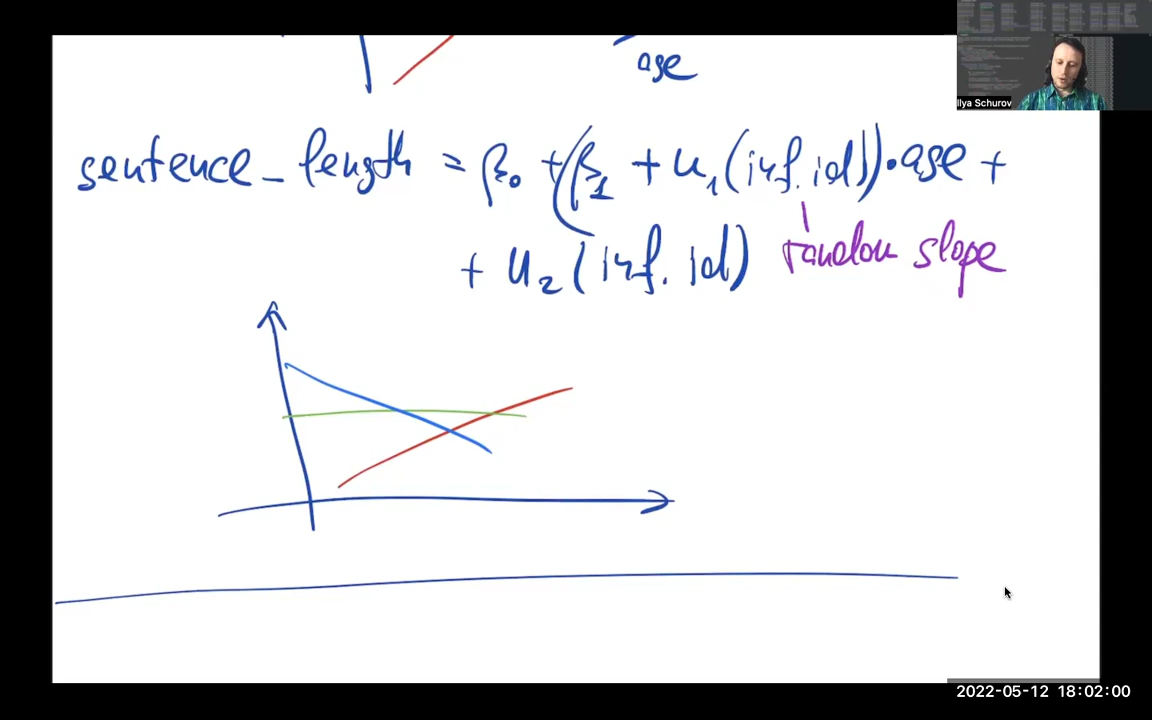 age
Ilya Schurov
sentence_length = β₀ + (β₁ + u₁(inf.id))·age +
+ u₂(inf.id)
random slope
2022-05-12 18:02:00